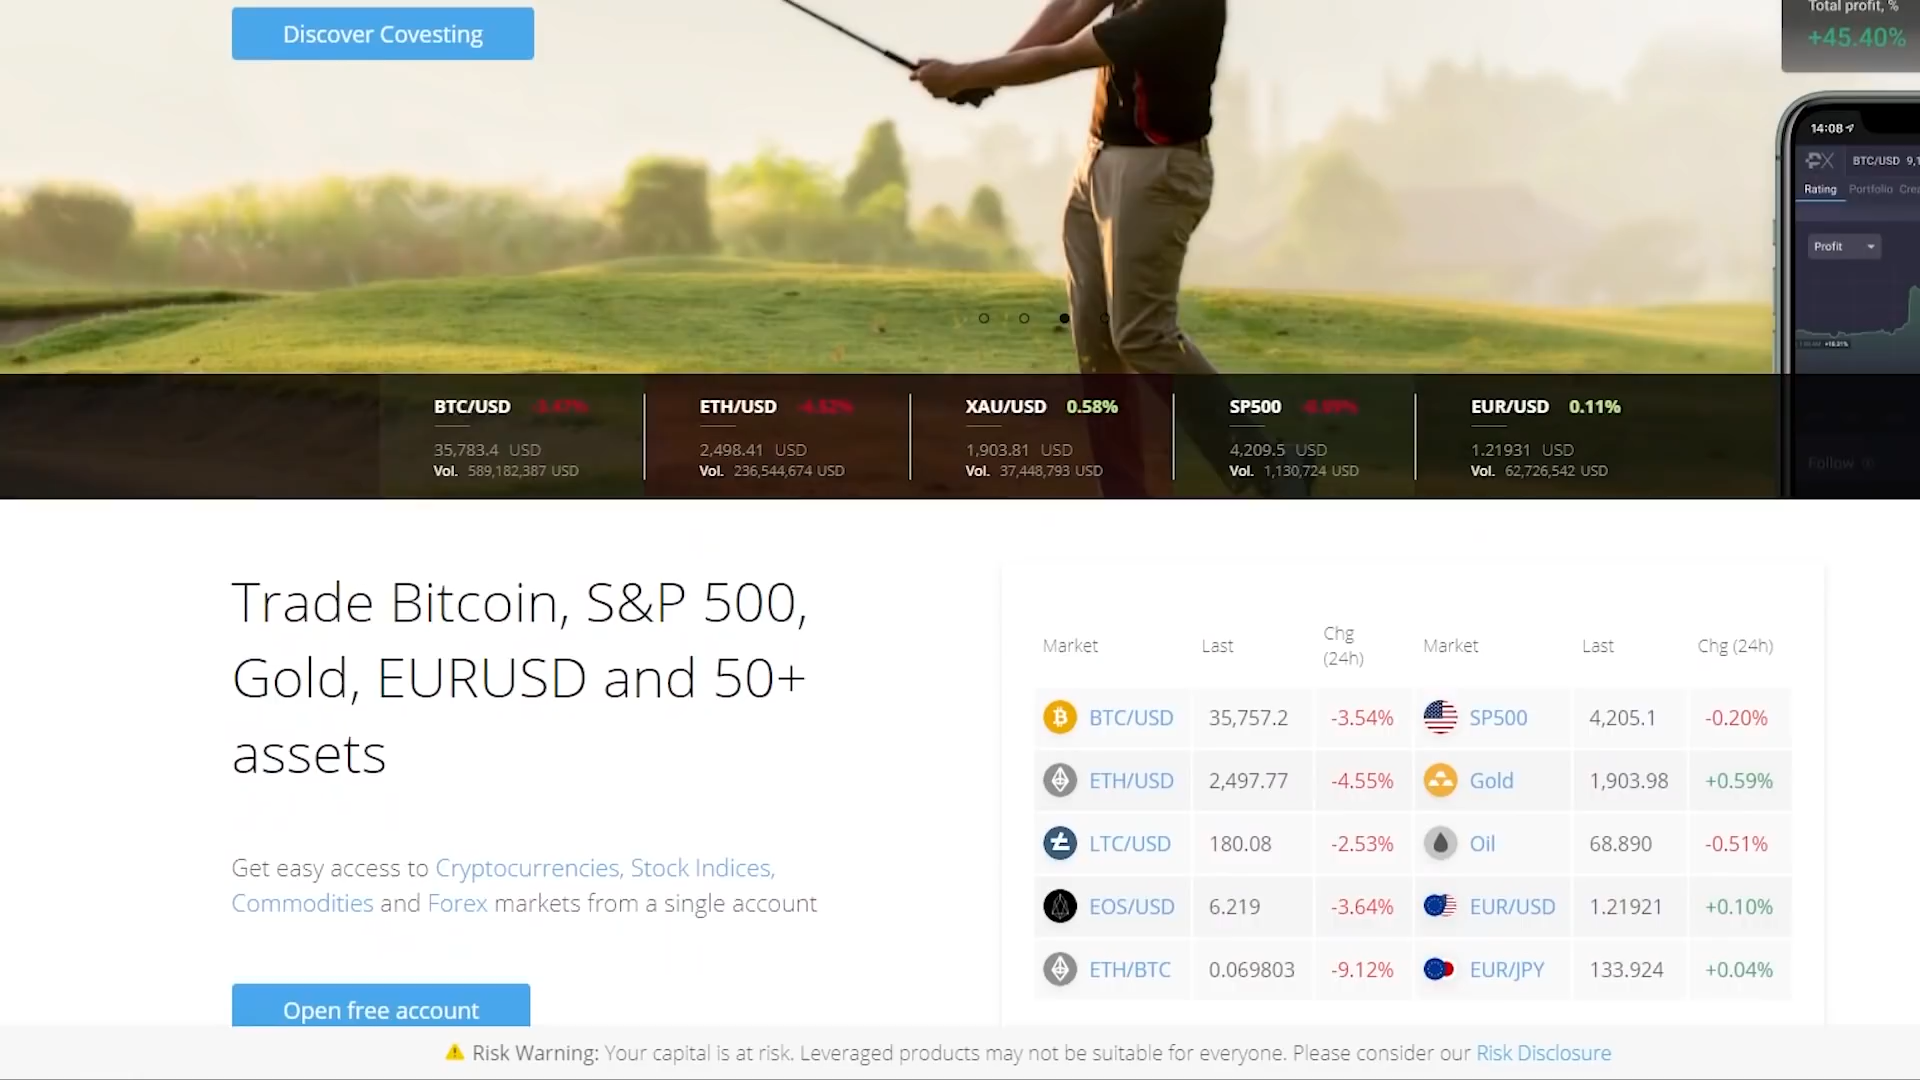 Discover Covesting
Total profit, %
+45.40%
14:08
PX BTC/USD 9,1
Rating Portfolio Crea
Profit
BTC/USD
35,783.4 USD
Vol. 589,182,387 USD
ETH/USD -4.52%
2,498.41 USD
Vol. 236,544,674 USD
XAU/USD 0.58%
1,903.81 USD
Vol. 37,448,793 USD
SP500
4,209.5 USD
Vol. 1,130,724 USD
EUR/USD 0.11%
1.21931 USD
Vol. 62,726,542 USD
Follow
Trade Bitcoin, S&P 500,
Gold, EURUSD and 50+
assets
Get easy access to Cryptocurrencies, Stock Indices,
Commodities and Forex markets from a single account
Open free account
Market Last Chg (24h) Market Last Chg (24h)
BTC/USD 35,757.2 -3.54% SP500 4,205.1 -0.20%
ETH/USD 2,497.77 -4.55% Gold 1,903.98 +0.59%
LTC/USD 180.08 -2.53% Oil 68.890 -0.51%
EOS/USD 6.219 -3.64% EUR/USD 1.21921 +0.10%
ETH/BTC 0.069803 -9.12% EUR/JPY 133.924 +0.04%
Risk Warning: Your capital is at risk. Leveraged products may not be suitable for everyone. Please consider our Risk Disclosure